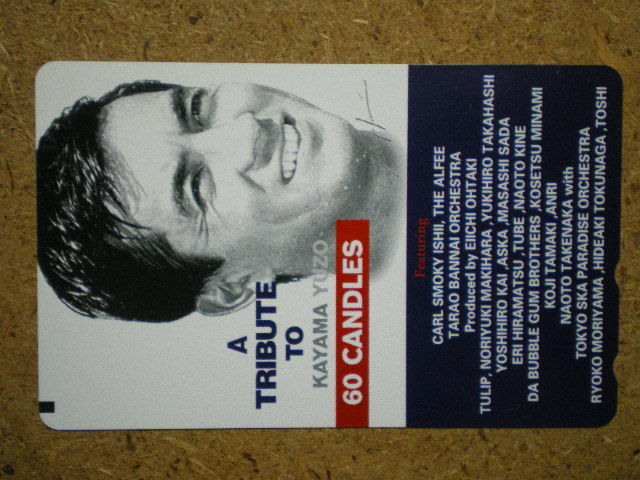 A
TRIBUTE
TO
KAYAMA YUZO
60 CANDLES
Featuring
CARL SMOKY ISHII, THE ALFEE
TARAO BANNAI ORCHESTRA
Produced by EIICHI OHTAKI
TULIP, NORIYUKI MAKIHARA, YUKIHIRO TAKAHASHI
YOSHIHIRO KAI ,ASKA ,MASASHI SADA
ERI HIRAMATSU , TUBE ,NAOTO KINE
DA BUBBLE GUM BROTHERS ,KOSETSU MINAMI
KOJI TAMAKI ,ANRI
NAOTO TAKENAKA with
TOKYO SKA PARADISE ORCHESTRA
RYOKO MORIYAMA ,HIDEAKI TOKUNAGA ,TOSHI